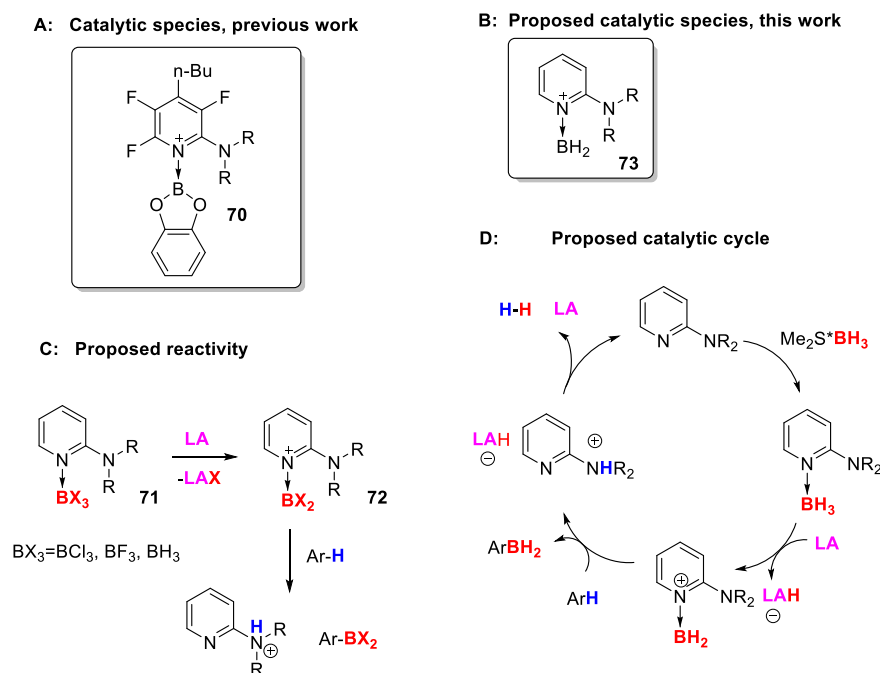 A: Catalytic species, previous work
n-Bu
F
F
F
N
+
N
R
R
B
O
O
70
B: Proposed catalytic species, this work
N
+
N
R
R
BH2
73
C: Proposed reactivity
N
N
R
R
BX3
71
LA
-LAX
N
+
N
R
R
BX2
72
BX3=BCl3, BF3, BH3
Ar-H
N
H
N
R
R
⊕
Ar-BX2
D: Proposed catalytic cycle
H-H LA
N
NR2
Me2S*BH3
N
NR2
BH3
LA
LAH
⊖
N
⊕
NR2
BH2
ArH
ArBH2
LAH
⊖
N
⊕
NHR2